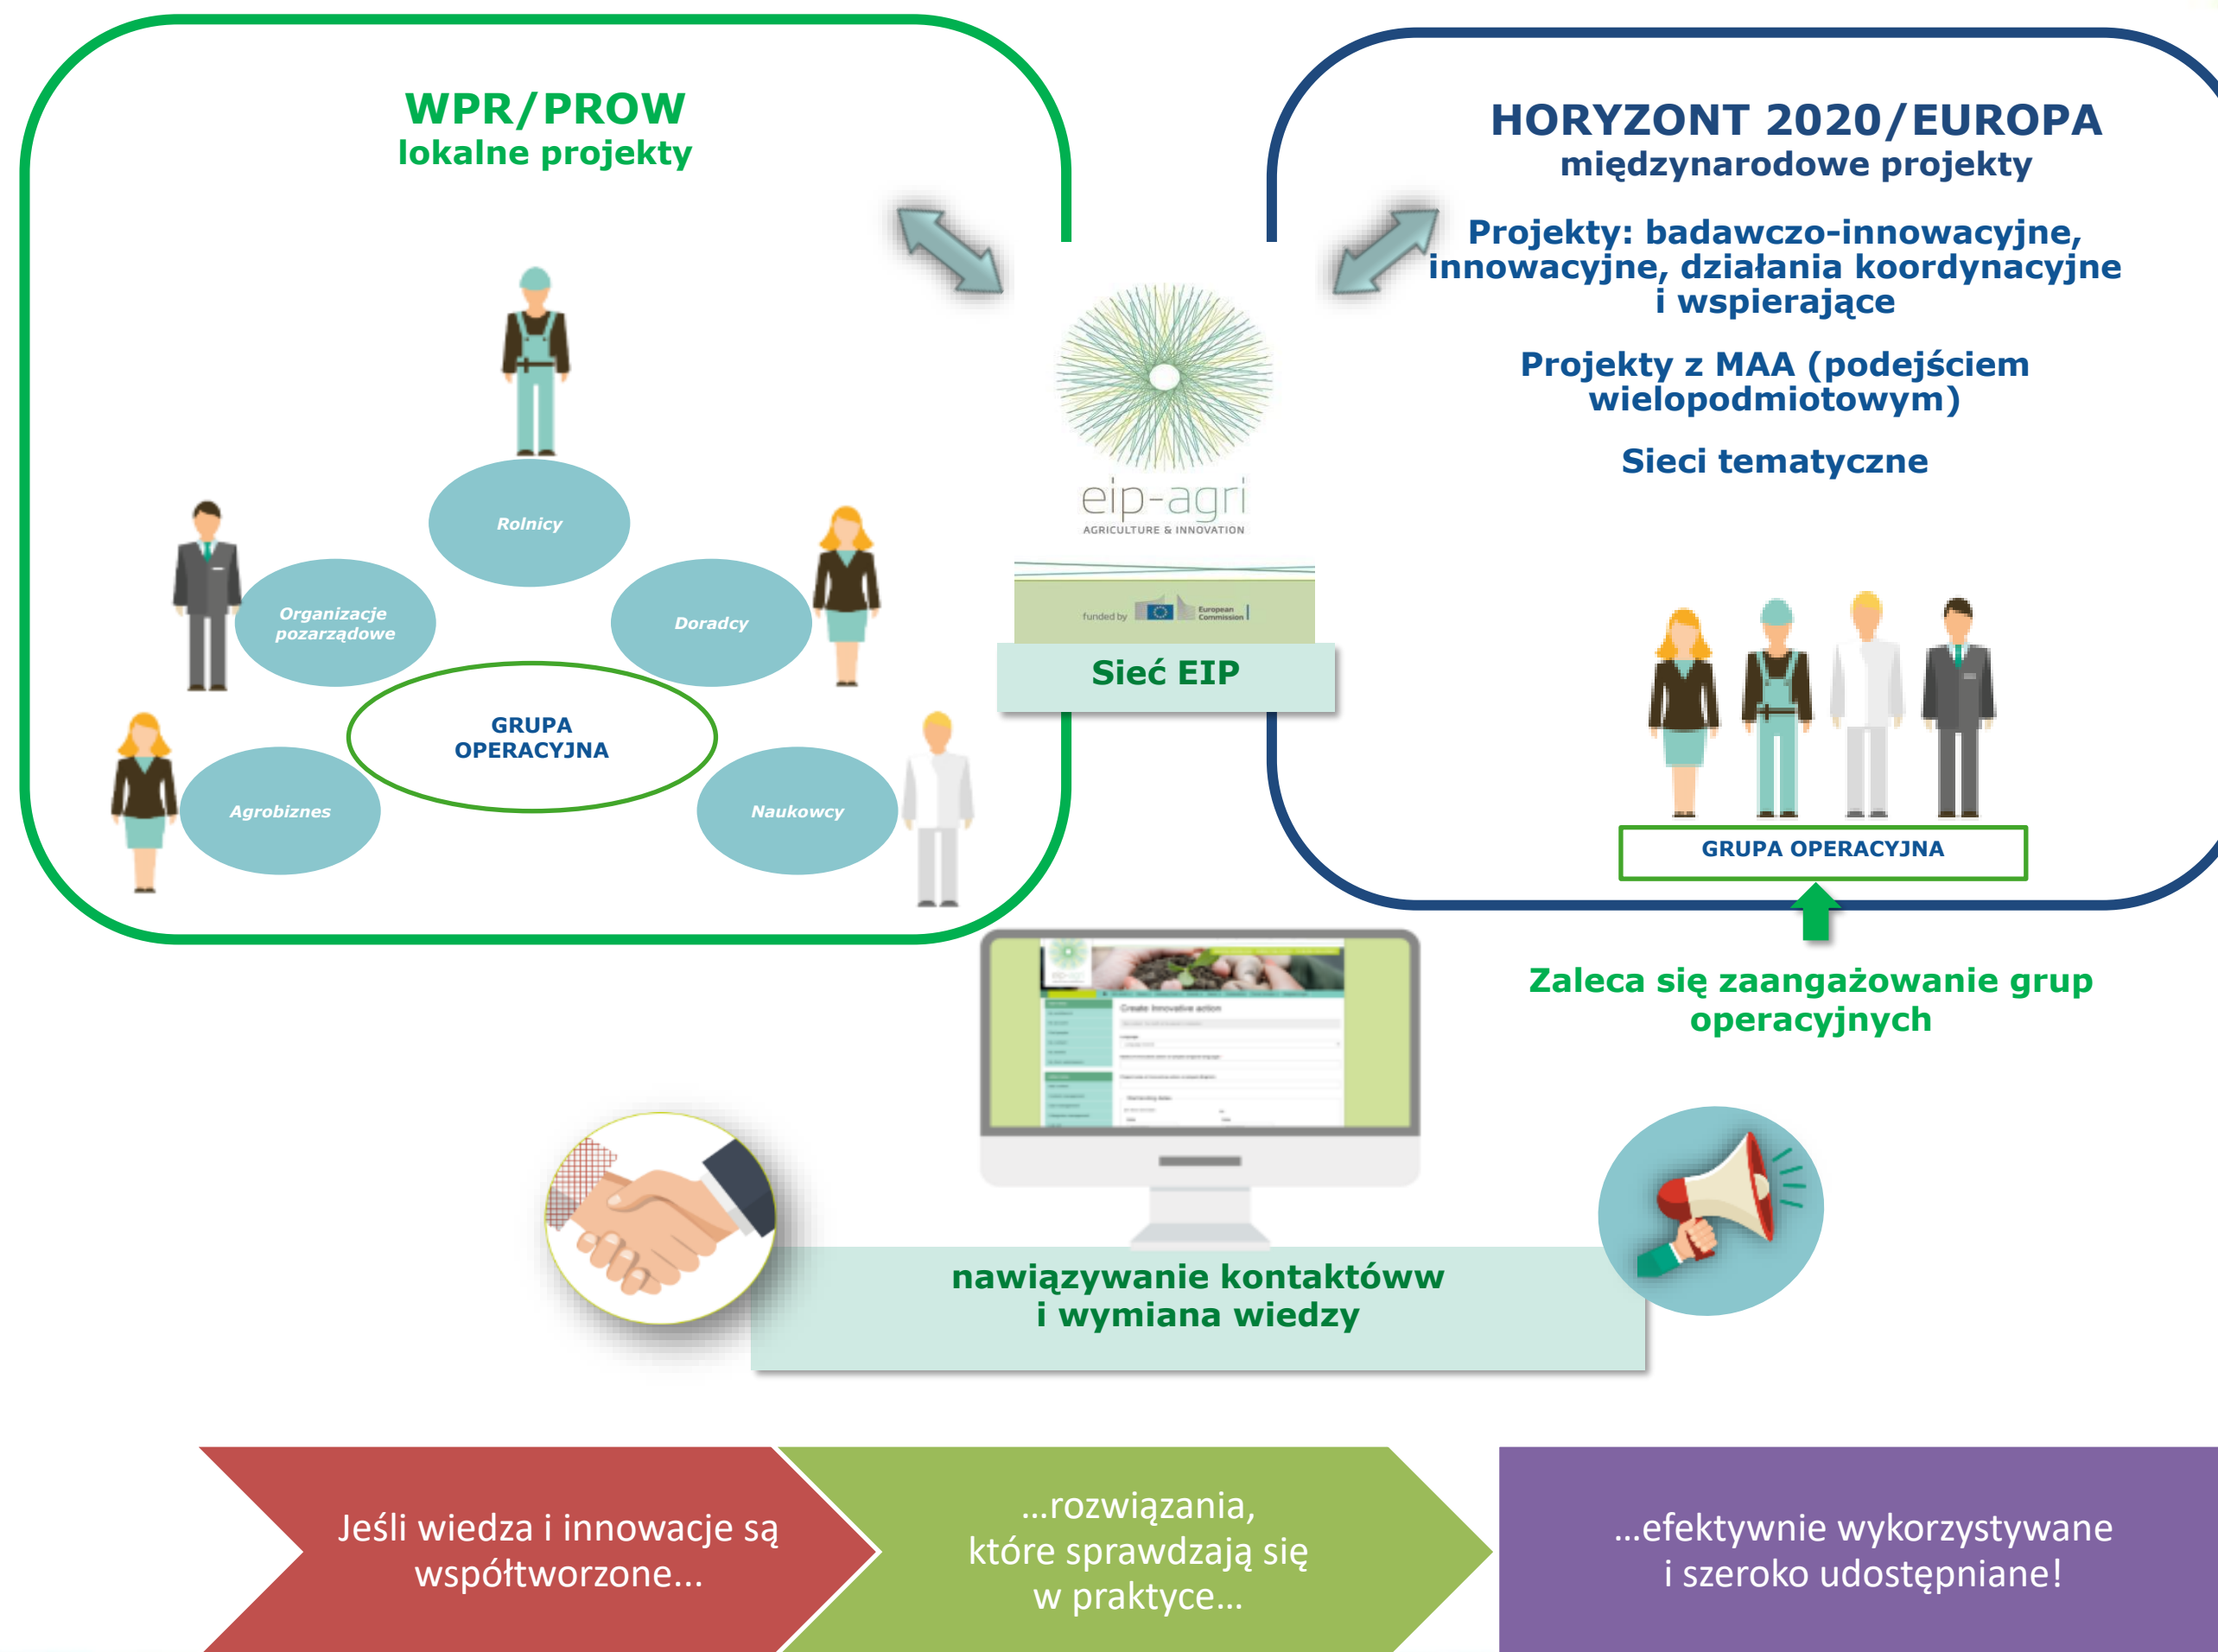 WPR/PROW
lokalne projekty
Rolnicy
Organizacje
pozarządowe
Doradcy
GRUPA
OPERACYJNA
Agrobiznes
Naukowcy
eip-agri
AGRICULTURE & INNOVATION
funded by
European
Commission
Sieć EIP
HORYZONT 2020/EUROPA
międzynarodowe projekty
Projekty: badawczo-innowacyjne,
innowacyjne, działania koordynacyjne
i wspierające
Projekty z MAA (podejściem
wielopodmiotowym)
Sieci tematyczne
GRUPA OPERACYJNA
Zaleca się zaangażowanie grup
operacyjnych
Create Innovative action
nawiązywanie kontaktóww
i wymiana wiedzy
Jeśli wiedza i innowacje są
współtworzone...
...rozwiązania,
które sprawdzają się
w praktyce...
...efektywnie wykorzystywane
i szeroko udostępniane!